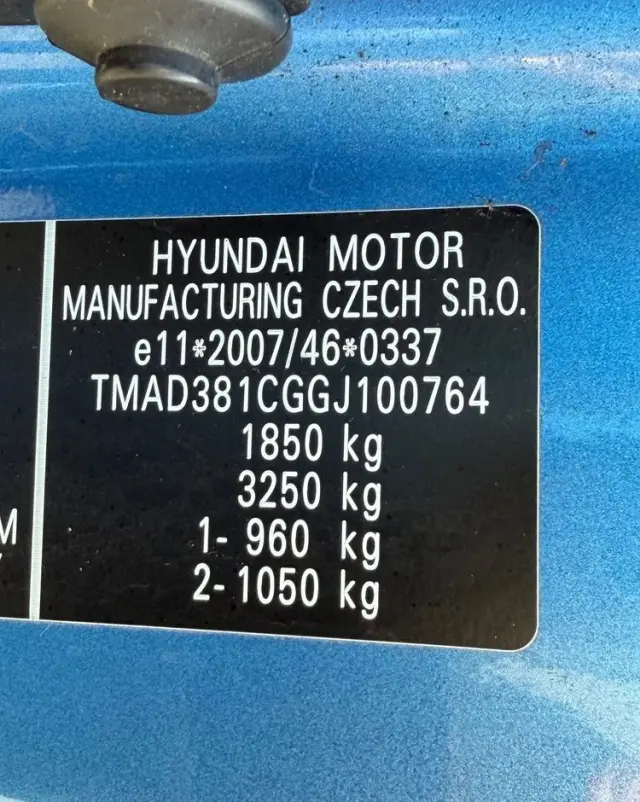 HYUNDAI MOTOR
MANUFACTURING CZECH S.R.O.
e11*2007/46*0337
TMAD381CGGJ100764
1850 kg
3250 kg
1- 960 kg
2- 1050 kg
M